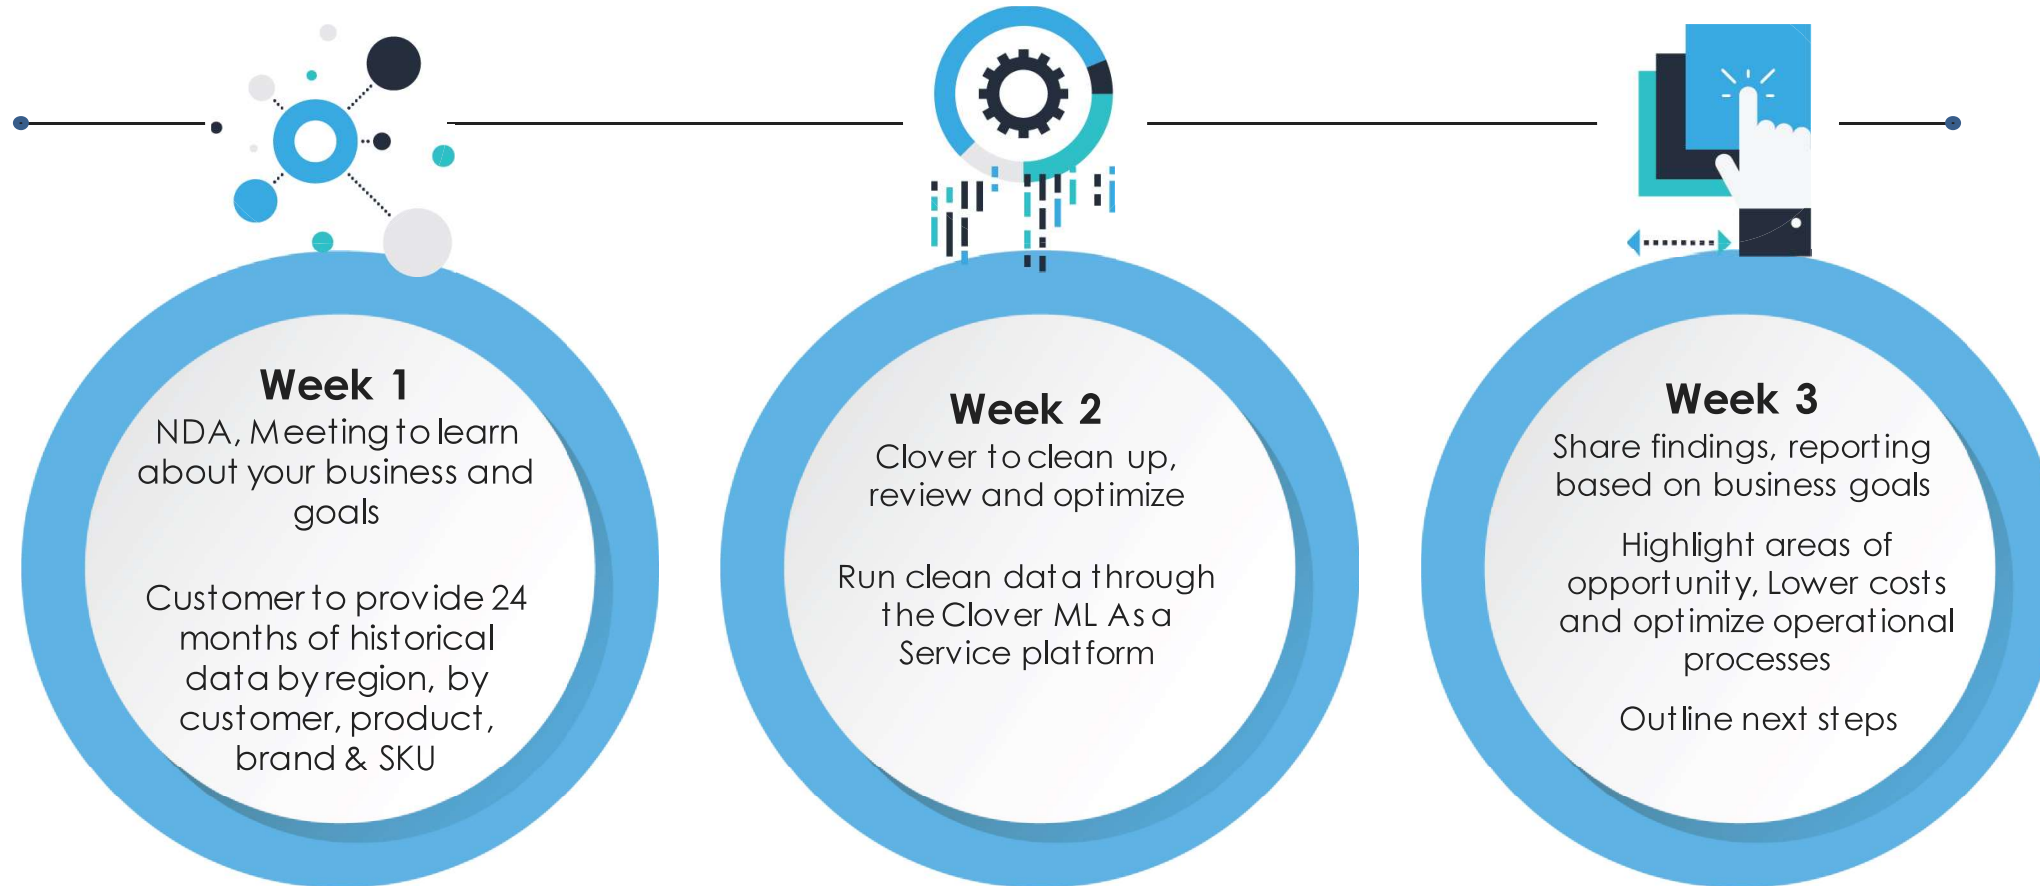 Week 1
NDA, Meeting to learn
about your business and
goals
Customer to provide 24
months of historical
data by region, by
customer, product,
brand & SKU
Week 2
Clover to clean up,
review and optimize
Run clean data through
the Clover ML As a
Service platform
Week 3
Share findings, reporting
based on business goals
Highlight areas of
opportunity, Lower costs
and optimize operational
processes
Outline next steps